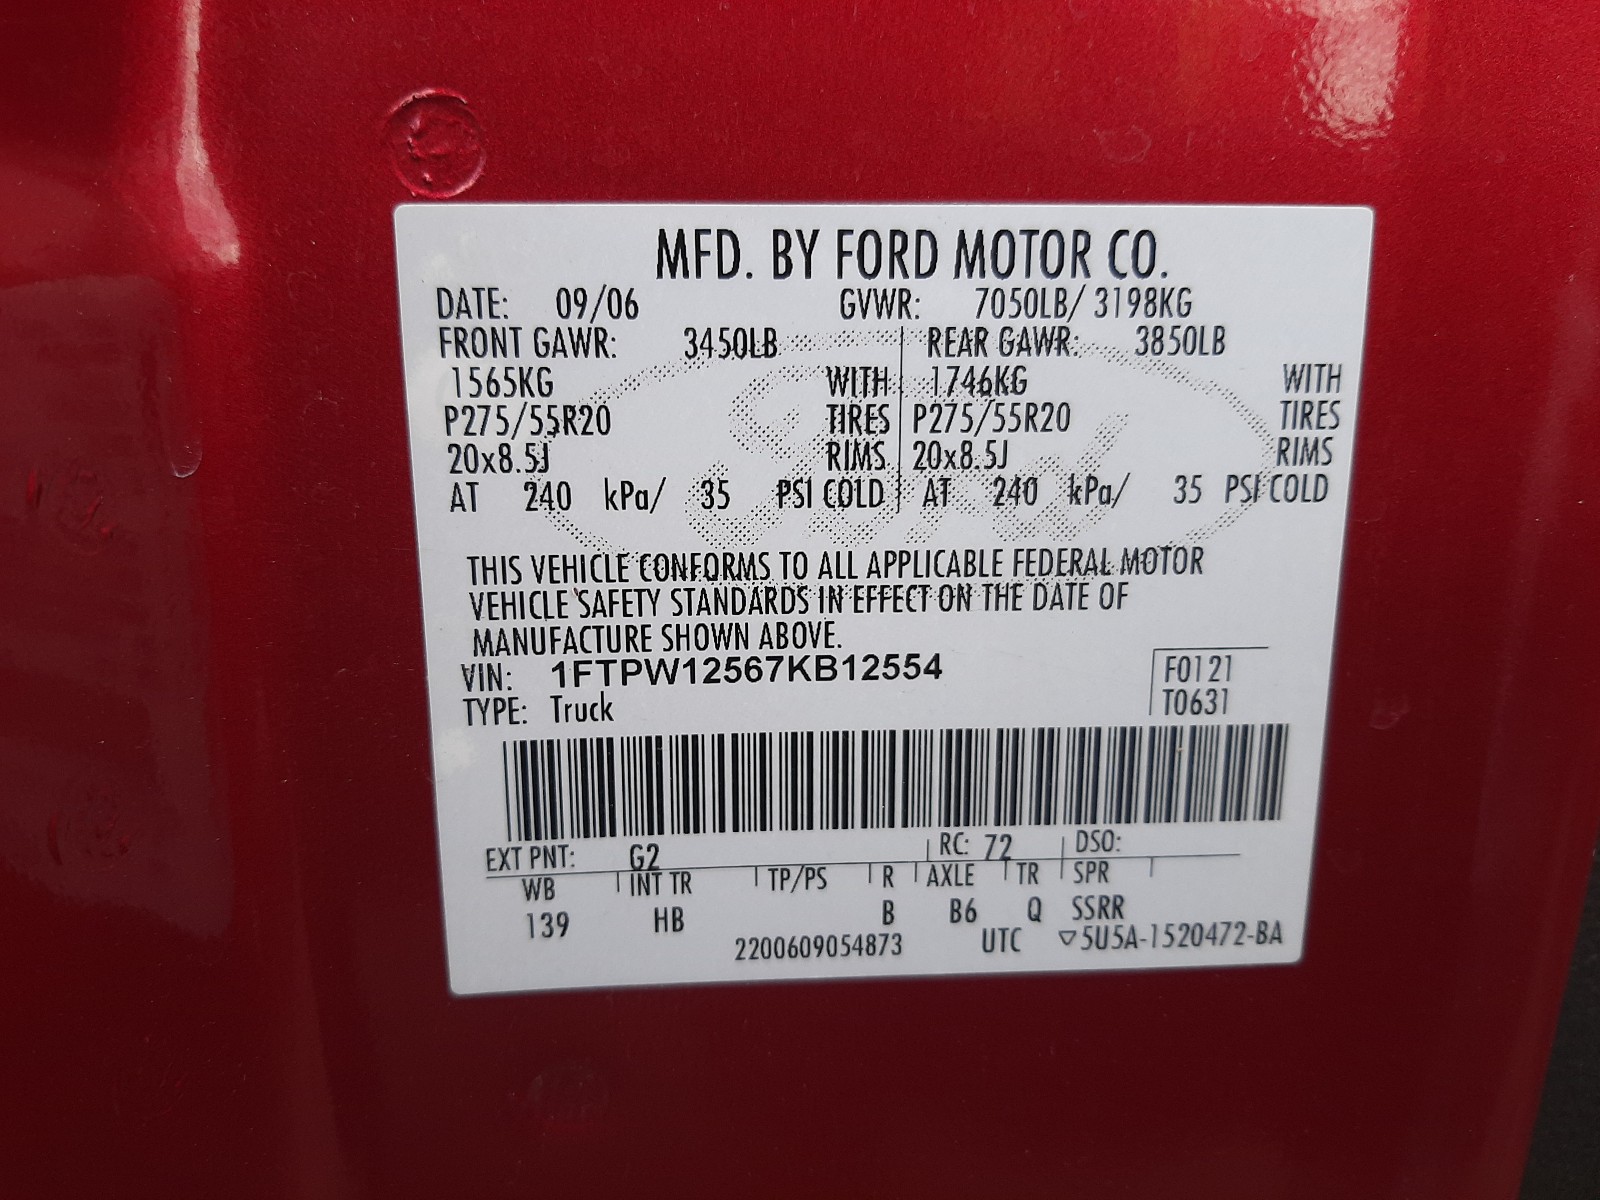 MFD. BY FORD MOTOR CO.
DATE: 09/06 GVWR: 7050LB/ 3198KG
FRONT GAWR: 3450LB REAR GAWR: 3850LB
1565KG WITH 1746KG WITH
P275/55R20 TIRES P275/55R20 TIRES
20x8.5J RIMS 20x8.5J RIMS
AT 240 kPa/ 35 PSI COLD AT 240 kPa/ 35 PSI COLD
THIS VEHICLE CONFORMS TO ALL APPLICABLE FEDERAL MOTOR
VEHICLE SAFETY STANDARDS IN EFFECT ON THE DATE OF
MANUFACTURE SHOWN ABOVE.
VIN: 1FTPW12567KB12554 F0121
TYPE: Truck T0631
EXT PNT: G2 RC: 72 DSO:
WB INT TR TP/PS R AXLE TR SPR
139 HB B B6 Q SSRR
2200609054873 UTC ▽5U5A-1520472-BA